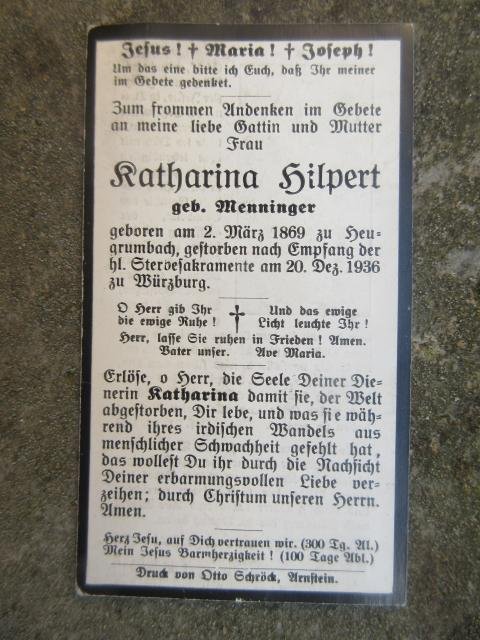 Jesus! † Maria! † Joseph!
Um das eine bitte ich Euch, daß Ihr meiner
im Gebete gedenket.
Zum frommen Andenken im Gebete
an meine liebe Gattin und Mutter
Frau
Katharina Hilpert
geb. Menninger
geboren am 2. März 1869 zu Heu-
grumbach, gestorben nach Empfang der
hl. Sterbesakramente am 20. Dez. 1936
zu Würzburg.
O Herr gib Ihr
die ewige Ruhe!
†
Und das ewige
Licht leuchte Ihr!
Herr, lasse Sie ruhen in Frieden! Amen.
Vater unser. Ave Maria.
Erlöse, o Herr, die Seele Deiner Die-
nerin Katharina damit sie, der Welt
abgestorben, Dir lebe, und was sie wäh-
rend ihres irdischen Wandels aus
menschlicher Schwachheit gefehlt hat,
das wollest Du ihr durch die Nachsicht
Deiner erbarmungsvollen Liebe ver-
zeihen; durch Christum unseren Herrn.
Amen.
Herz Jesu, auf Dich vertrauen wir. (300 Tg. Al.)
Mein Jesus Barmherzigkeit! (100 Tage Abl.)
Druck von Otto Schröck, Arnstein.